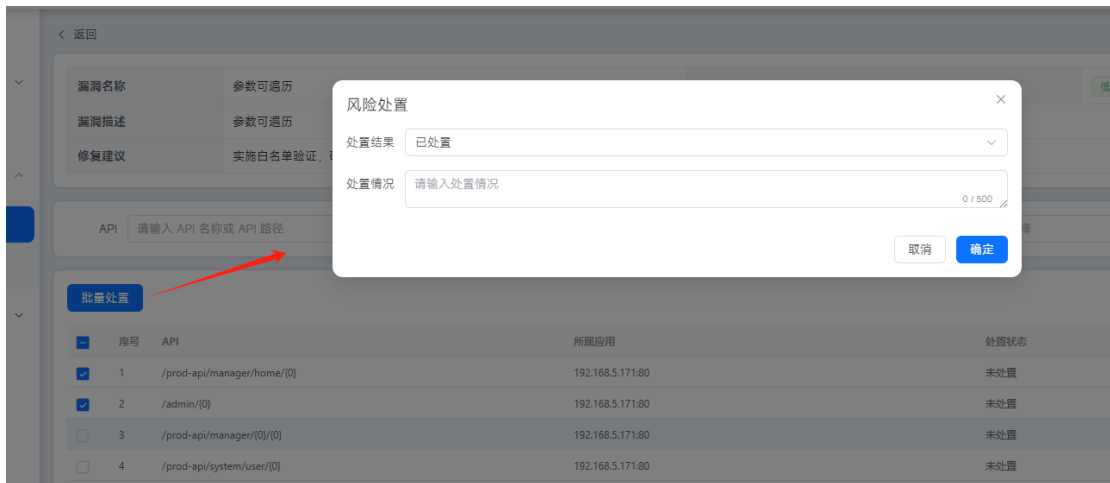 返回
漏洞名称 参数可遍历 低
漏洞描述 参数可遍历
修复建议 实施白名单验证,
风险处置
处置结果 已处置
处置情况 请输入处置情况
0 / 500
API 请输入 API 名称或 API 路径 择
取消 确定
批量处置
序号 API 所属应用 处置状态
1 /prod-api/manager/home/{0} 192.168.5.171:80 未处置
2 /admin/{0} 192.168.5.171:80 未处置
3 /prod-api/manager/{0}/{0} 192.168.5.171:80 未处置
4 /prod-api/system/user/{0} 192.168.5.171:80 未处置